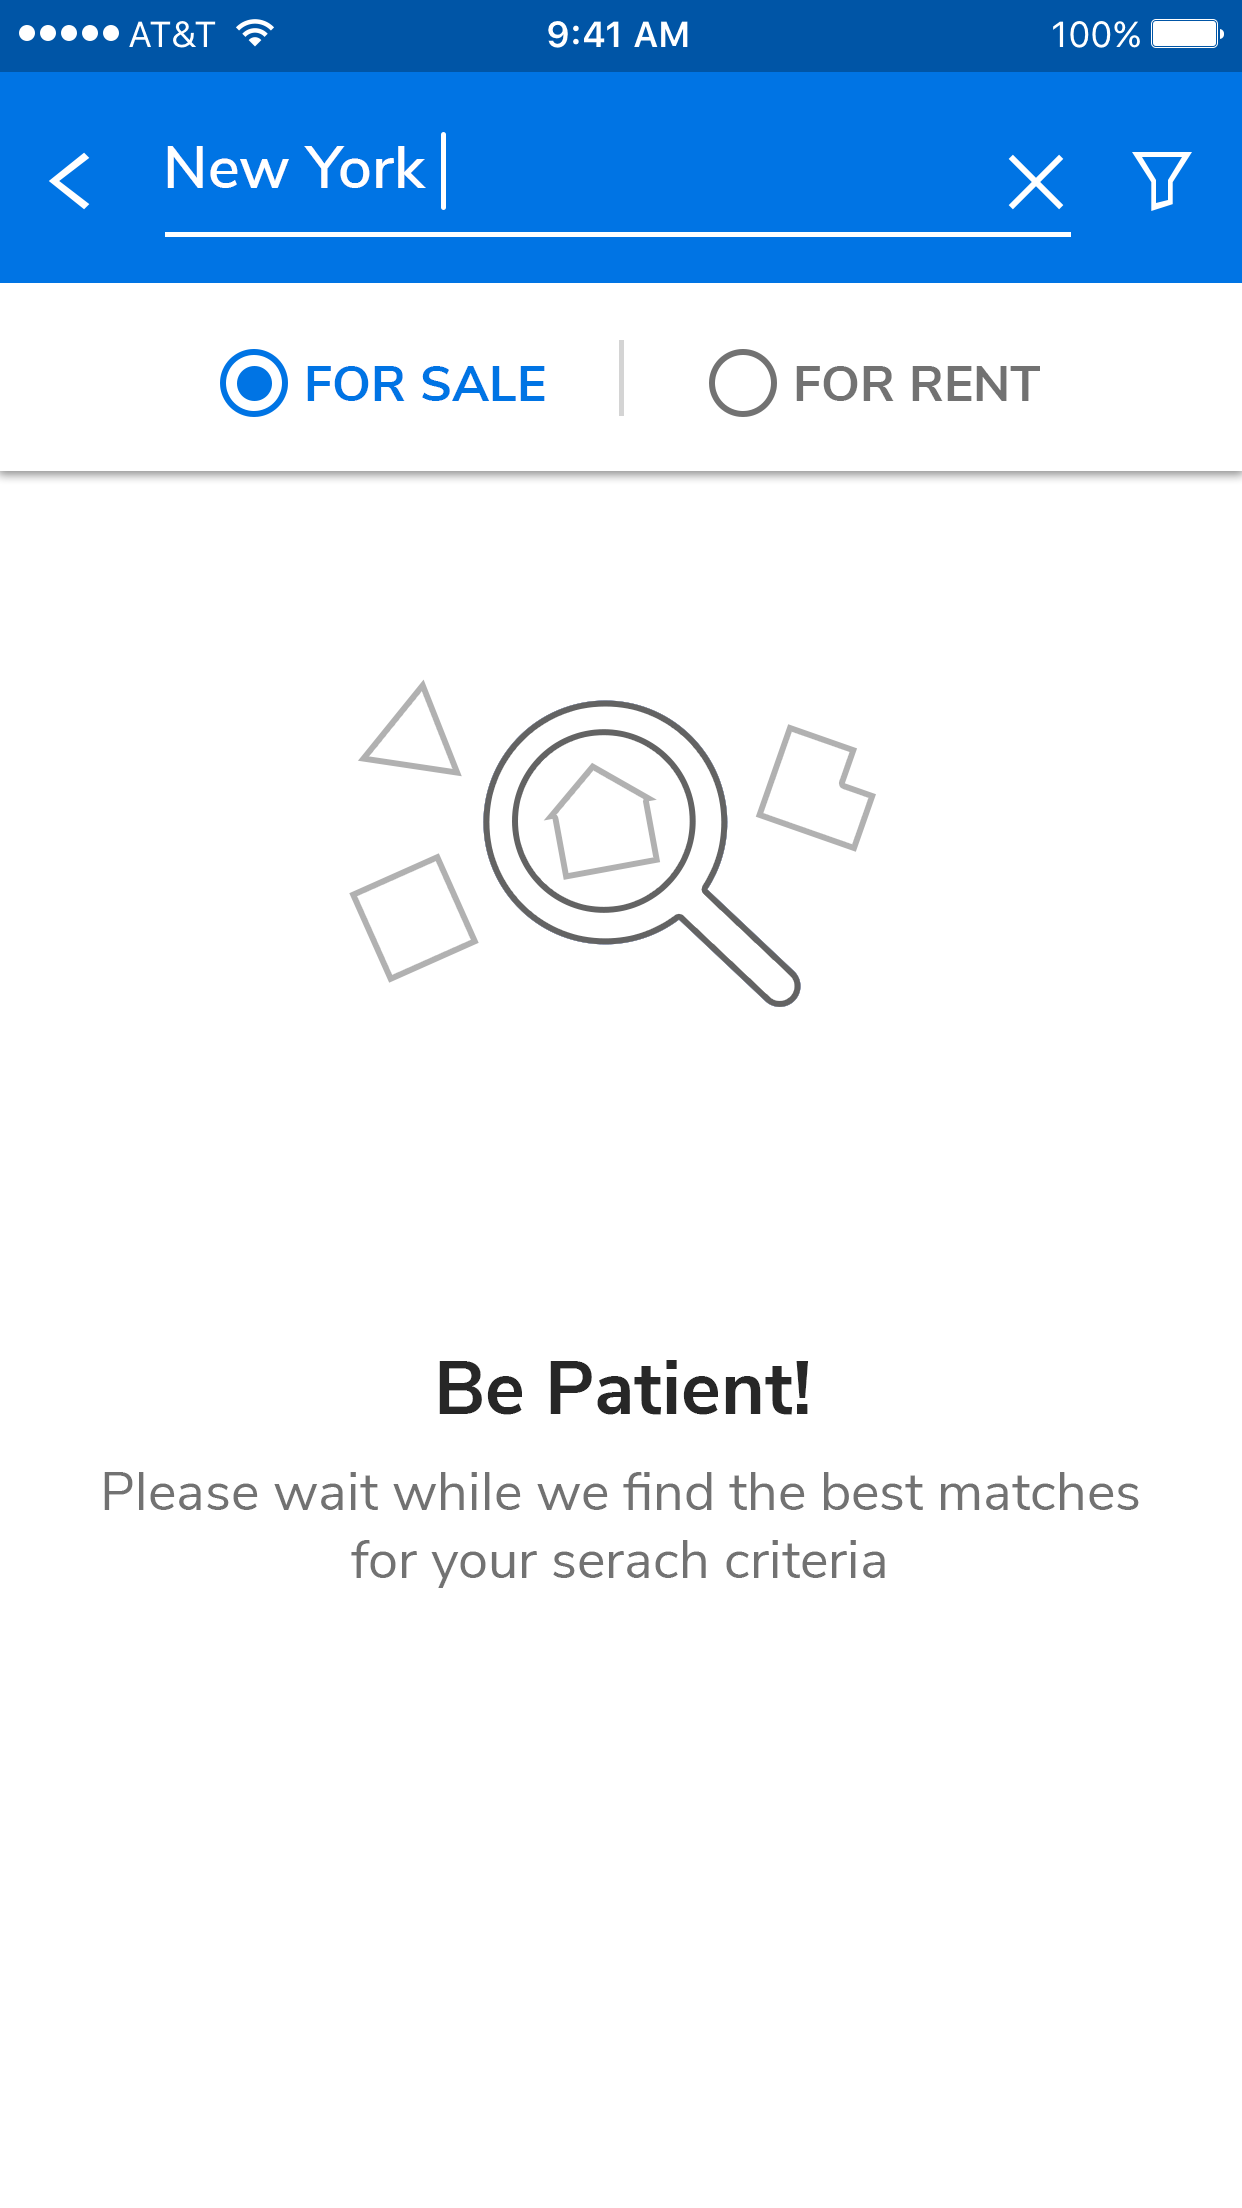 AT&T 9:41 AM 100%
New York
FOR SALE FOR RENT
Be Patient!
Please wait while we find the best matches
for your serach criteria